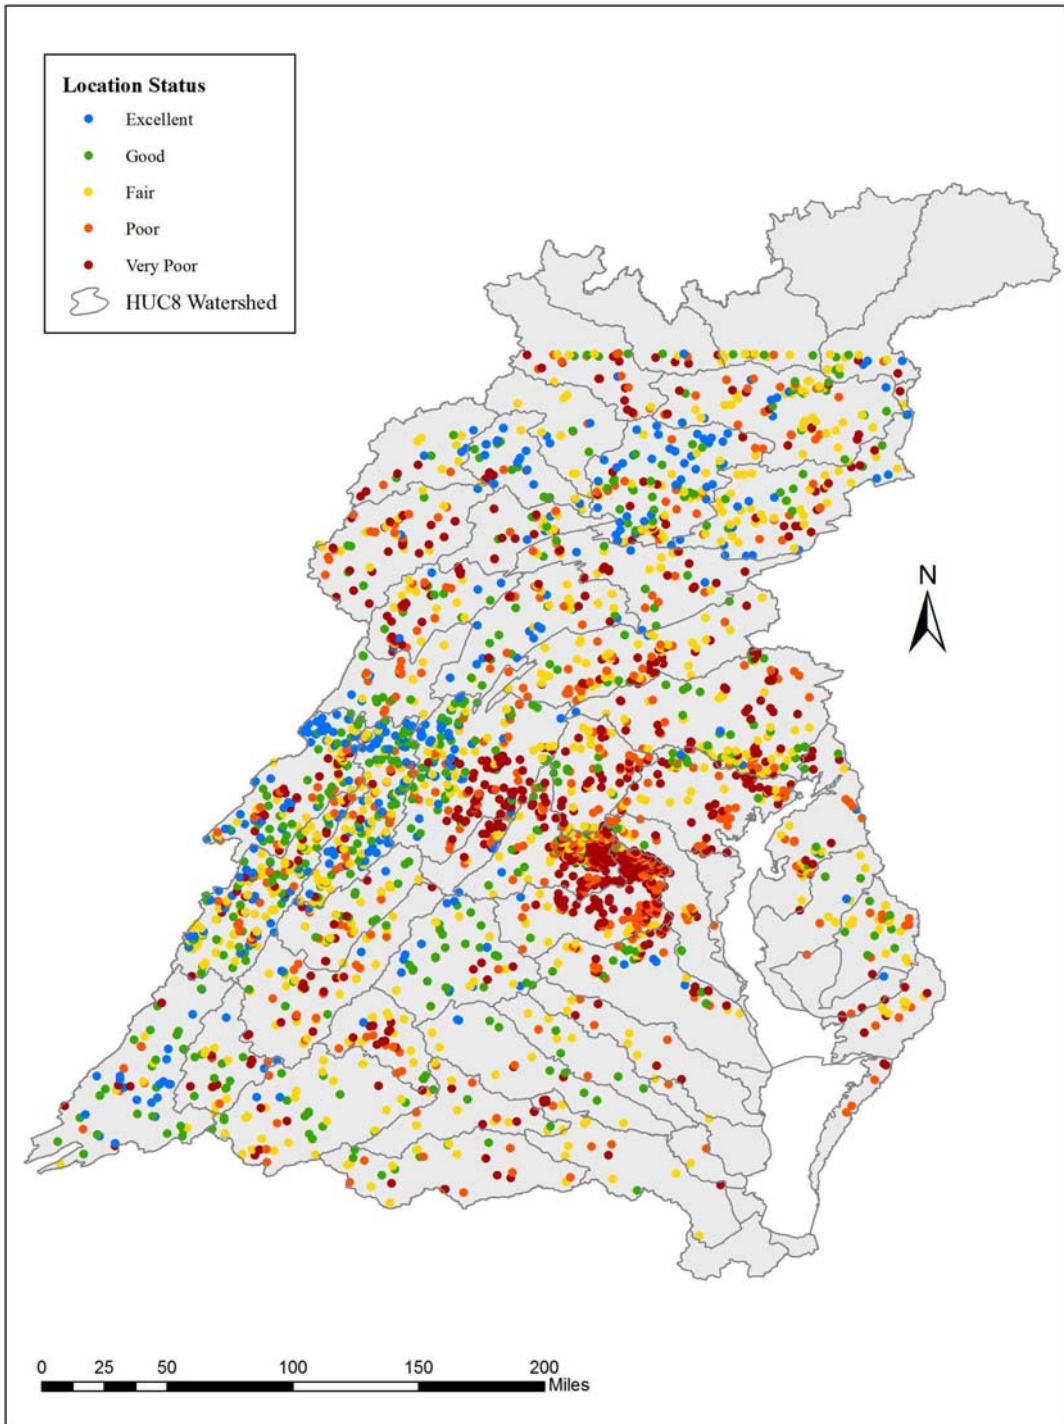 Location Status
Excellent
Good
Fair
Poor
Very Poor
HUC8 Watershed
N
0 25 50 100 150 200
Miles